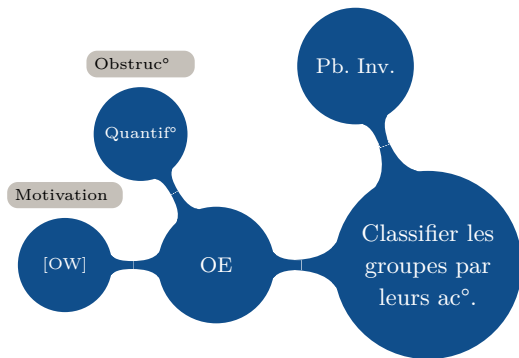 Obstruc°
Pb. Inv.
Quantif°
Motivation
[OW]
OE
Classifier les
groupes par
leurs ac°.